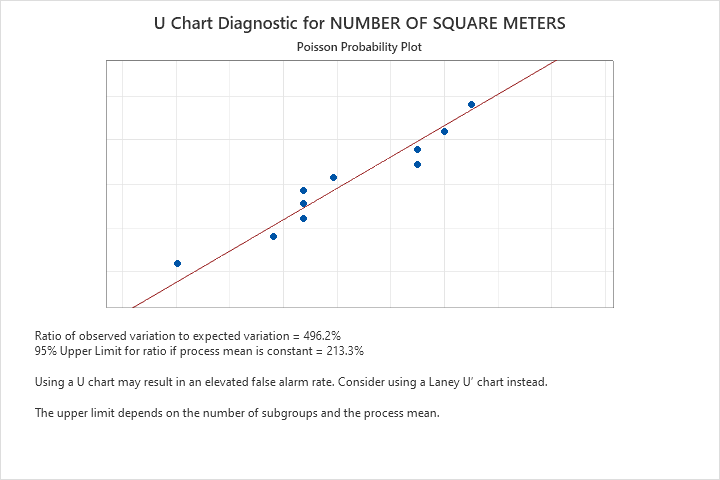 U Chart Diagnostic for NUMBER OF SQUARE METERS
Poisson Probability Plot
Ratio of observed variation to expected variation = 496.2%
95% Upper Limit for ratio if process mean is constant = 213.3%
Using a U chart may result in an elevated false alarm rate. Consider using a Laney U’ chart instead.
The upper limit depends on the number of subgroups and the process mean.